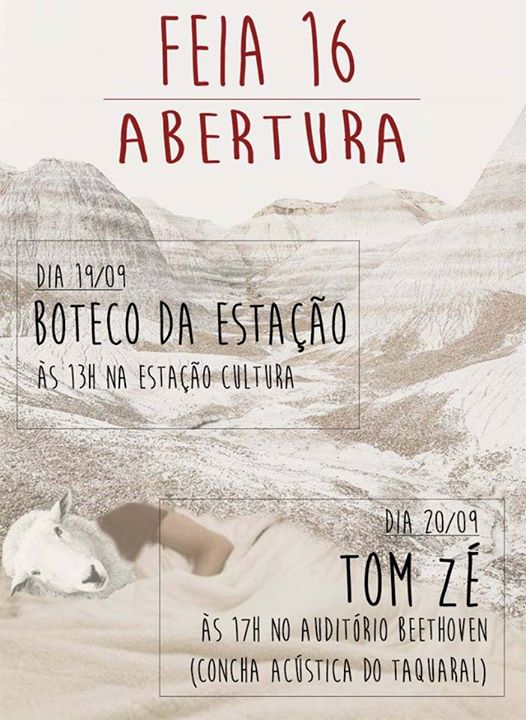 FEIA 16
ABERTURA
DIA 19/09
BOTECO DA ESTAÇÃO
ÀS 13H NA ESTAÇÃO CULTURA
DIA 20/09
TOM ZÉ
ÀS 17H NO AUDITÓRIO BEETHOVEN
(CONCHA ACÚSTICA DO TAQUARAL)